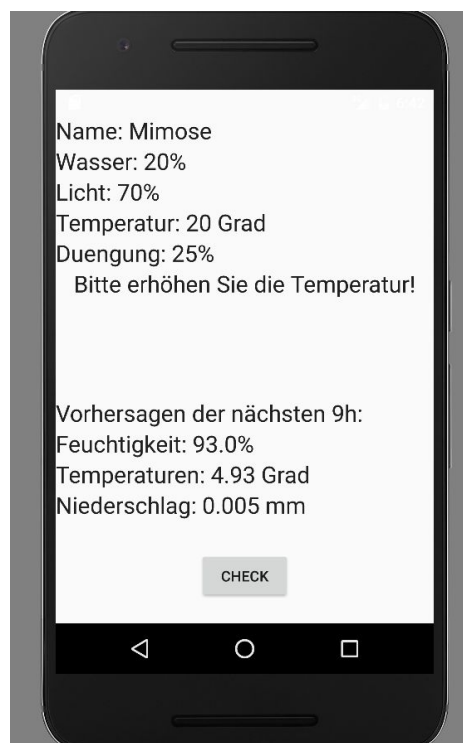 Name: Mimose
Wasser: 20%
Licht: 70%
Temperatur: 20 Grad
Duengung: 25%
Bitte erhöhen Sie die Temperatur!
Vorhersagen der nächsten 9h:
Feuchtigkeit: 93.0%
Temperaturen: 4.93 Grad
Niederschlag: 0.005 mm
CHECK